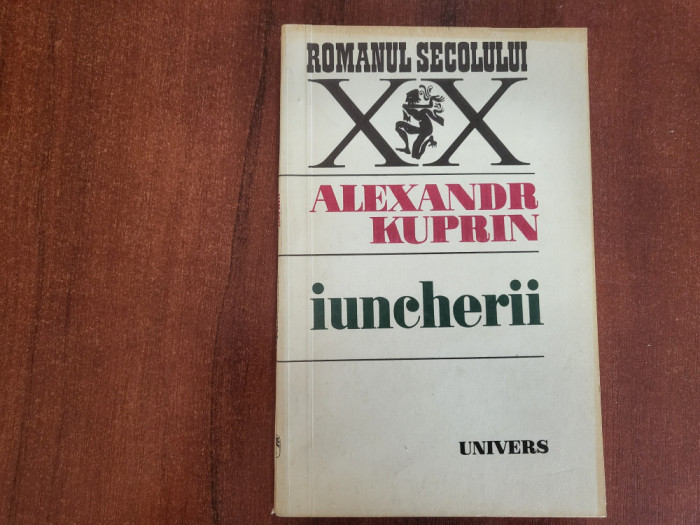 ROMANUL SECOLULUI
XX
ALEXANDR
KUPRIN
iuncherii
UNIVERS